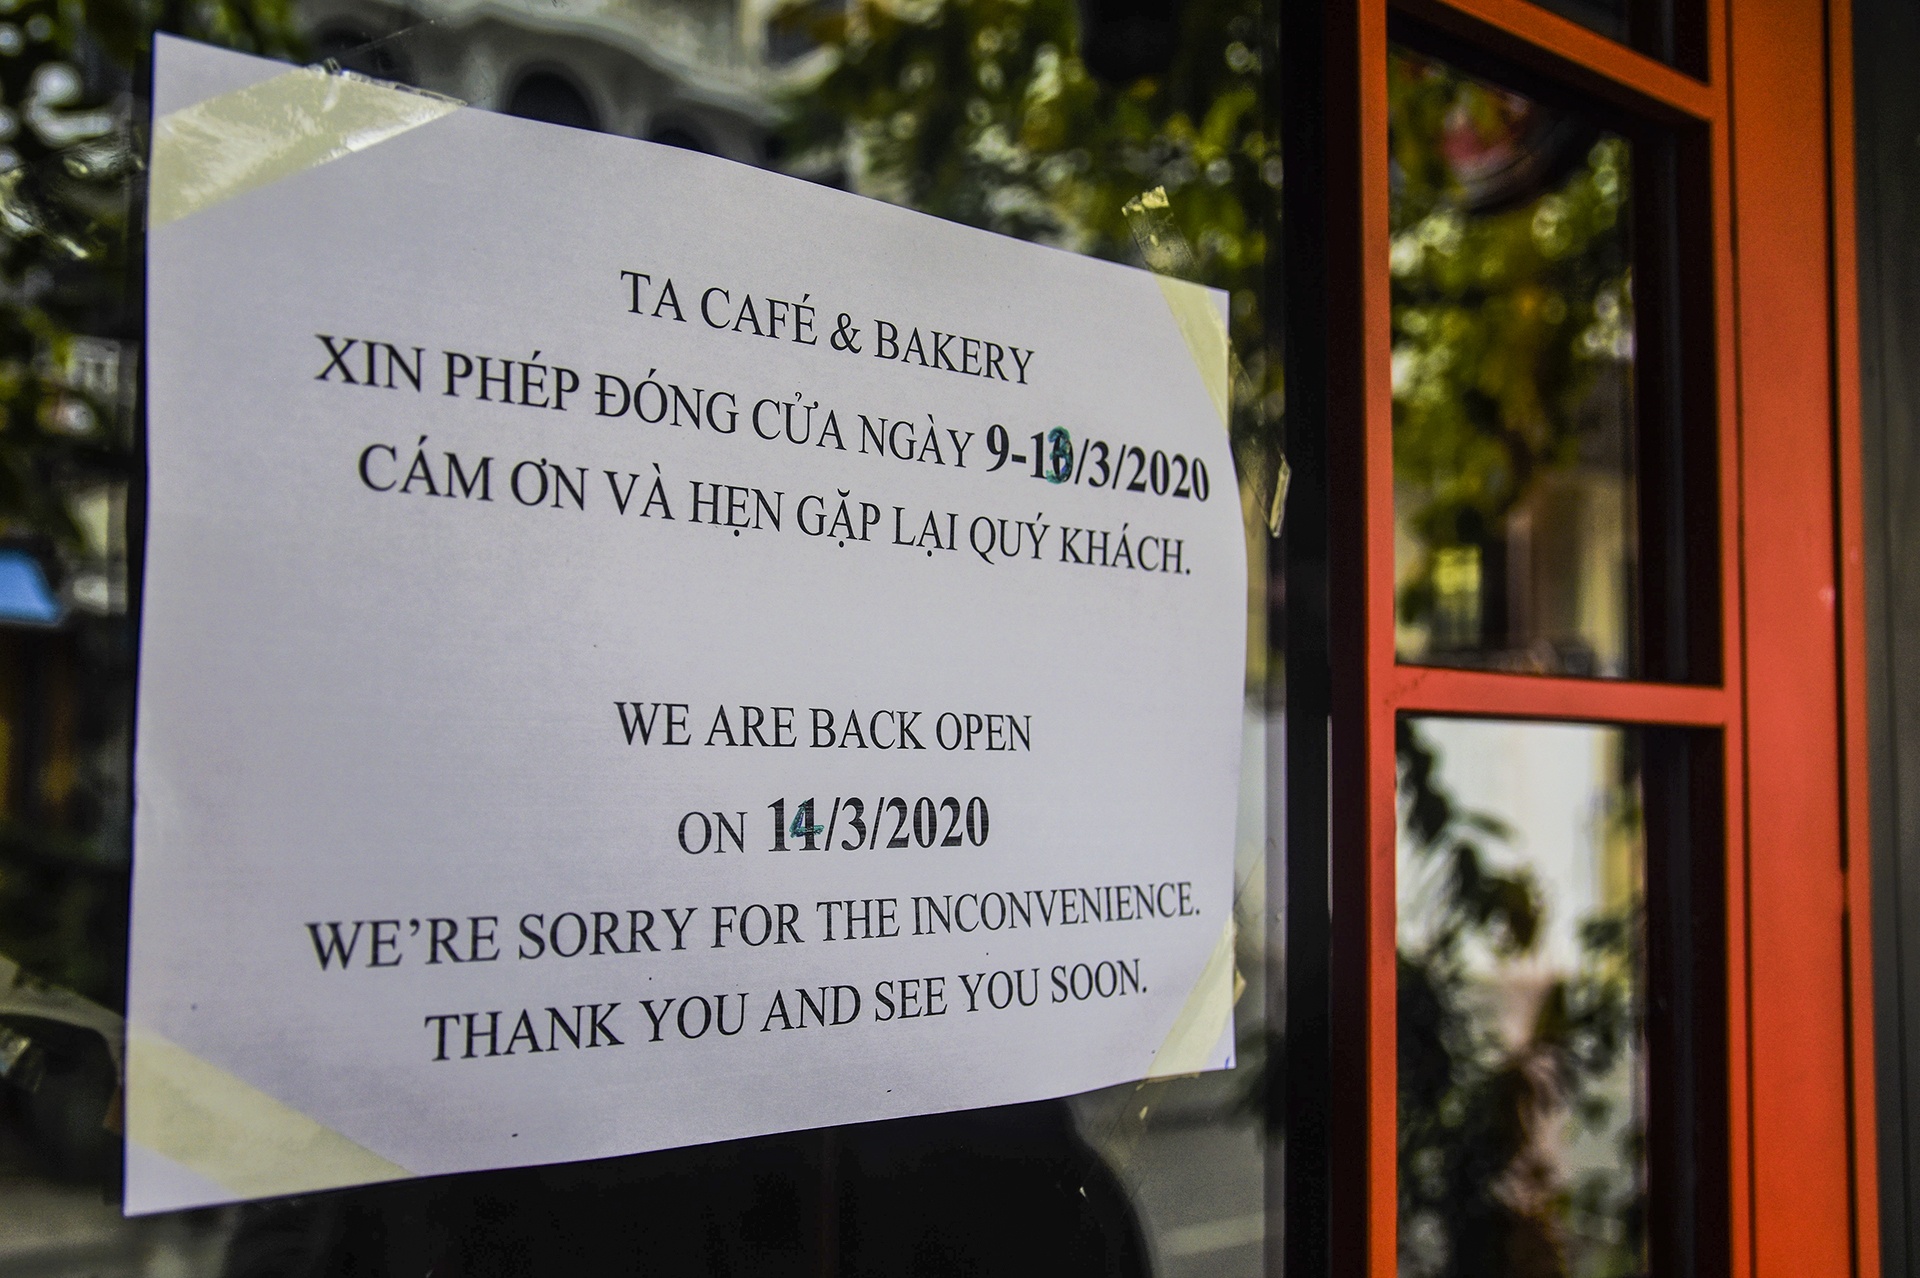 TA CAFÉ & BAKERY
XIN PHÉP ĐÓNG CỬA NGÀY 9-13/3/2020
CÁM ƠN VÀ HẸN GẶP LẠI QUÝ KHÁCH.
WE ARE BACK OPEN
ON 14/3/2020
WE’RE SORRY FOR THE INCONVENIENCE.
THANK YOU AND SEE YOU SOON.